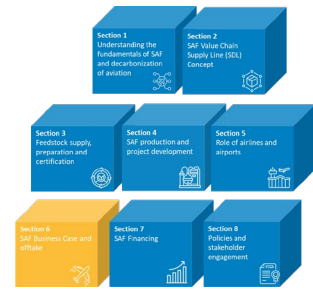 Section 1
Understanding the
fundamentals of SAF
and decarbonization
of aviation
Section 2
SAF Value Chain
Supply Line (SDL)
Concept
Section 3
Feedstock supply,
preparation and
certification
Section 4
SAF production and
project development
Section 5
Role of airlines and
airports
Section 6
SAF Business Case and
offtake
Section 7
SAF Financing
Section 8
Policies and
stakeholder
engagement